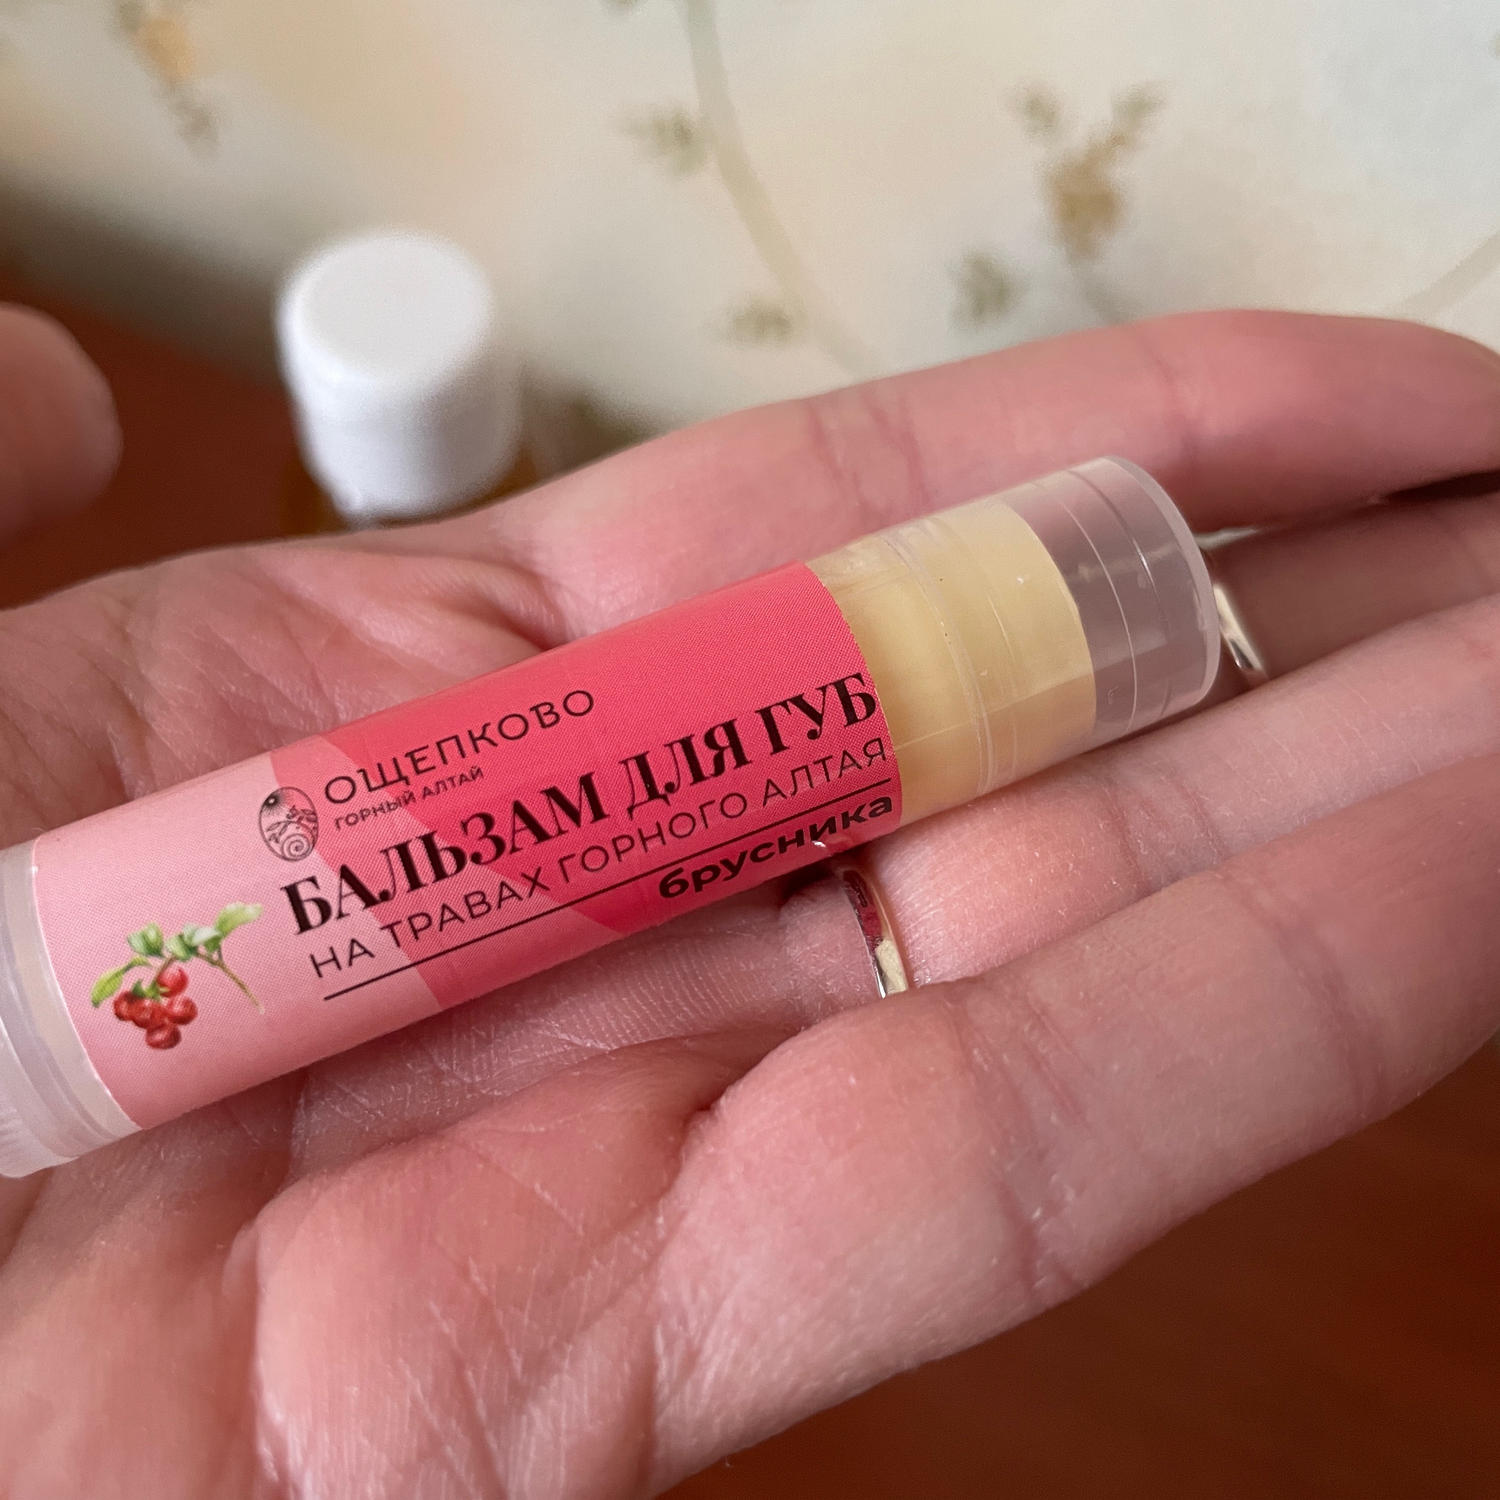 ОЩЕПКОВО
ГОРНЫЙ АЛТАЙ
БАЛЬЗАМ ДЛЯ ГУБ
НА ТРАВАХ ГОРНОГО АЛТАЯ
брусника